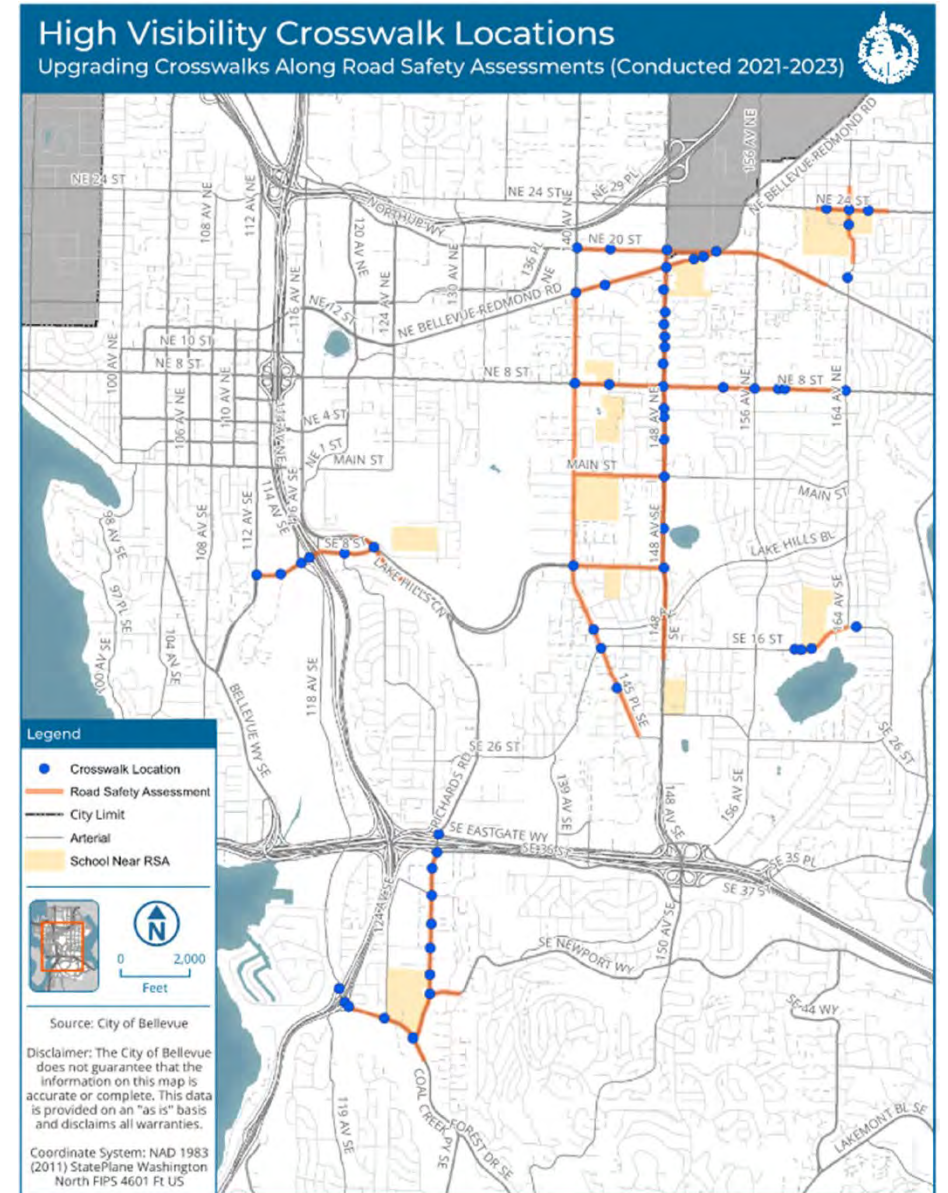 High Visibility Crosswalk Locations
Upgrading Crosswalks Along Road Safety Assessments (Conducted 2021-2023)
156 AV NE
NE BELLEVUE-REDMOND RD
NE 24 ST
NE 29 PL
NE 24 ST
NE 24 ST
108 AV NE
112 AV NE
NORTHUP WY
140 AV NE
120 AV NE
NE 20 ST
136 PL NE
130 AV NE
116 AV NE
124 AV NE
NE 12 ST
NE BELLEVUE-REDMOND RD
NE 10 ST
NE 8 ST
NE 8 ST
NE 8 ST
100 AV NE
106 AV NE
110 AV NE
148 AV NE
156 AV NE
164 AV NE
NE 4 ST
NE 1 ST
MAIN ST
MAIN ST
MAIN ST
114 AV SE
112 AV SE
108 AV SE
98 AV SE
148 AV SE
LAKE HILLS BL
SE 8 ST
LAKE HILLS CN
97 PL SE
104 AV SE
164 AV SE
SE 16 ST
118 AV SE
145 PL SE
BELLEVUE WY SE
SE 26 ST
SE 26 ST
RICHARDS RD
139 AV SE
148 AV SE
156 AV SE
SE EASTGATE WY
SE 36 ST
SE 35 PL
SE 37 S
124 AV SE
150 AV SE
SE NEWPORT WY
SE 44 WY
119 AV SE
COAL CREEK PY SE
FOREST DR SE
LAKEMONT BL SE
Legend
Crosswalk Location
Road Safety Assessment
City Limit
Arterial
School Near RSA
N
0 2,000
Feet
Source: City of Bellevue
Disclaimer: The City of Bellevue
does not guarantee that the
information on this map is
accurate or complete. This data
is provided on an "as is" basis
and disclaims all warranties.
Coordinate System: NAD 1983
(2011) StatePlane Washington
North FIPS 4601 Ft US